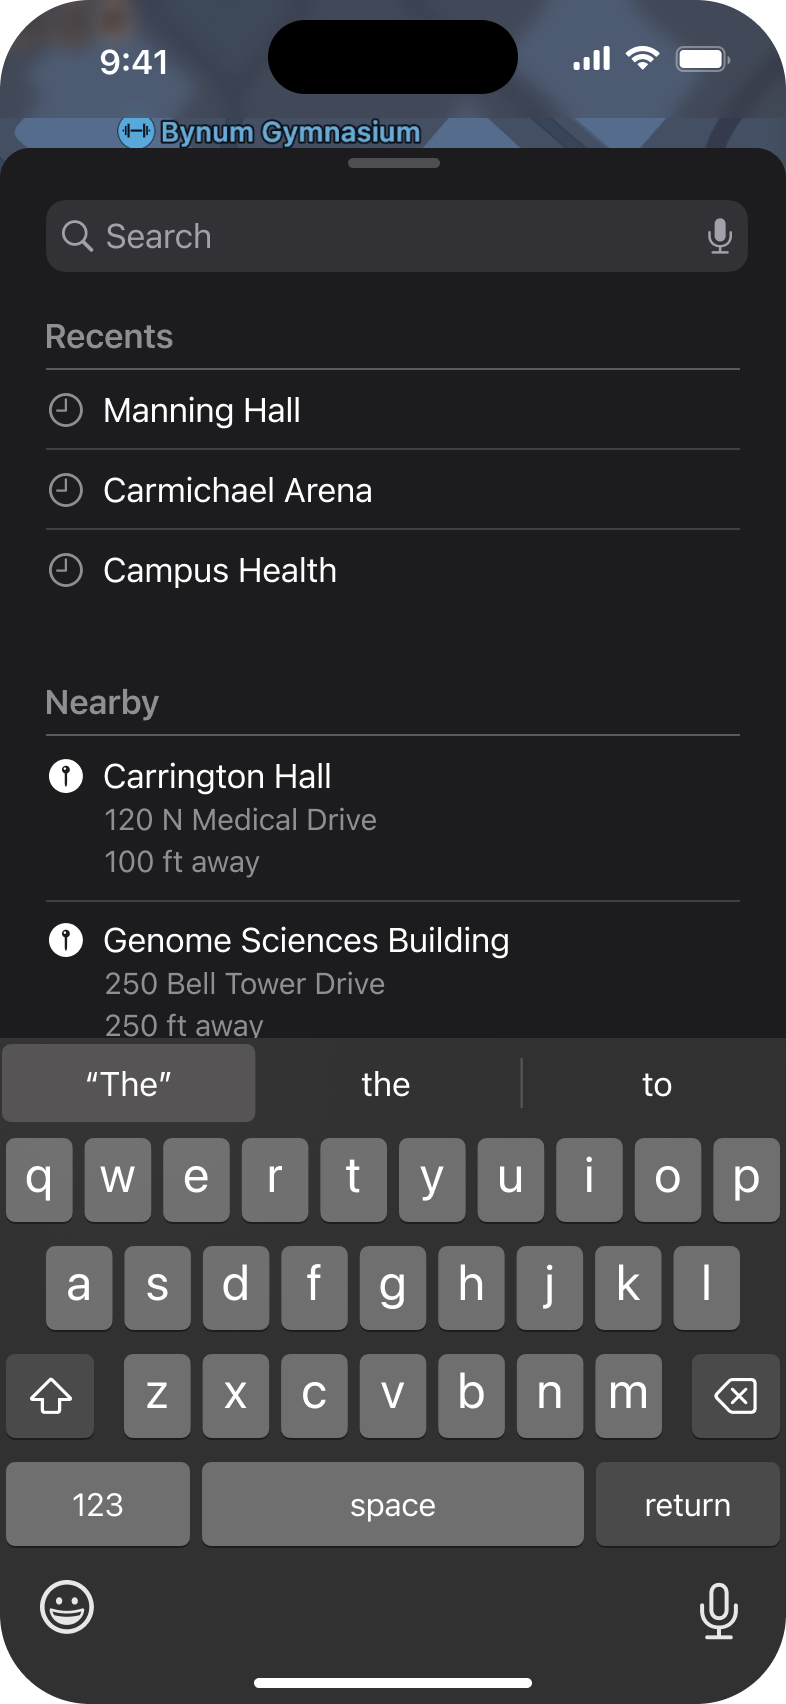 9:41
Bynum Gymnasium
Search
Recents
Manning Hall
Carmichael Arena
Campus Health
Nearby
Carrington Hall
120 N Medical Drive
100 ft away
Genome Sciences Building
250 Bell Tower Drive
250 ft away
“The” the to
q w e r t y u i o p
a s d f g h j k l
z x c v b n m
123 space return